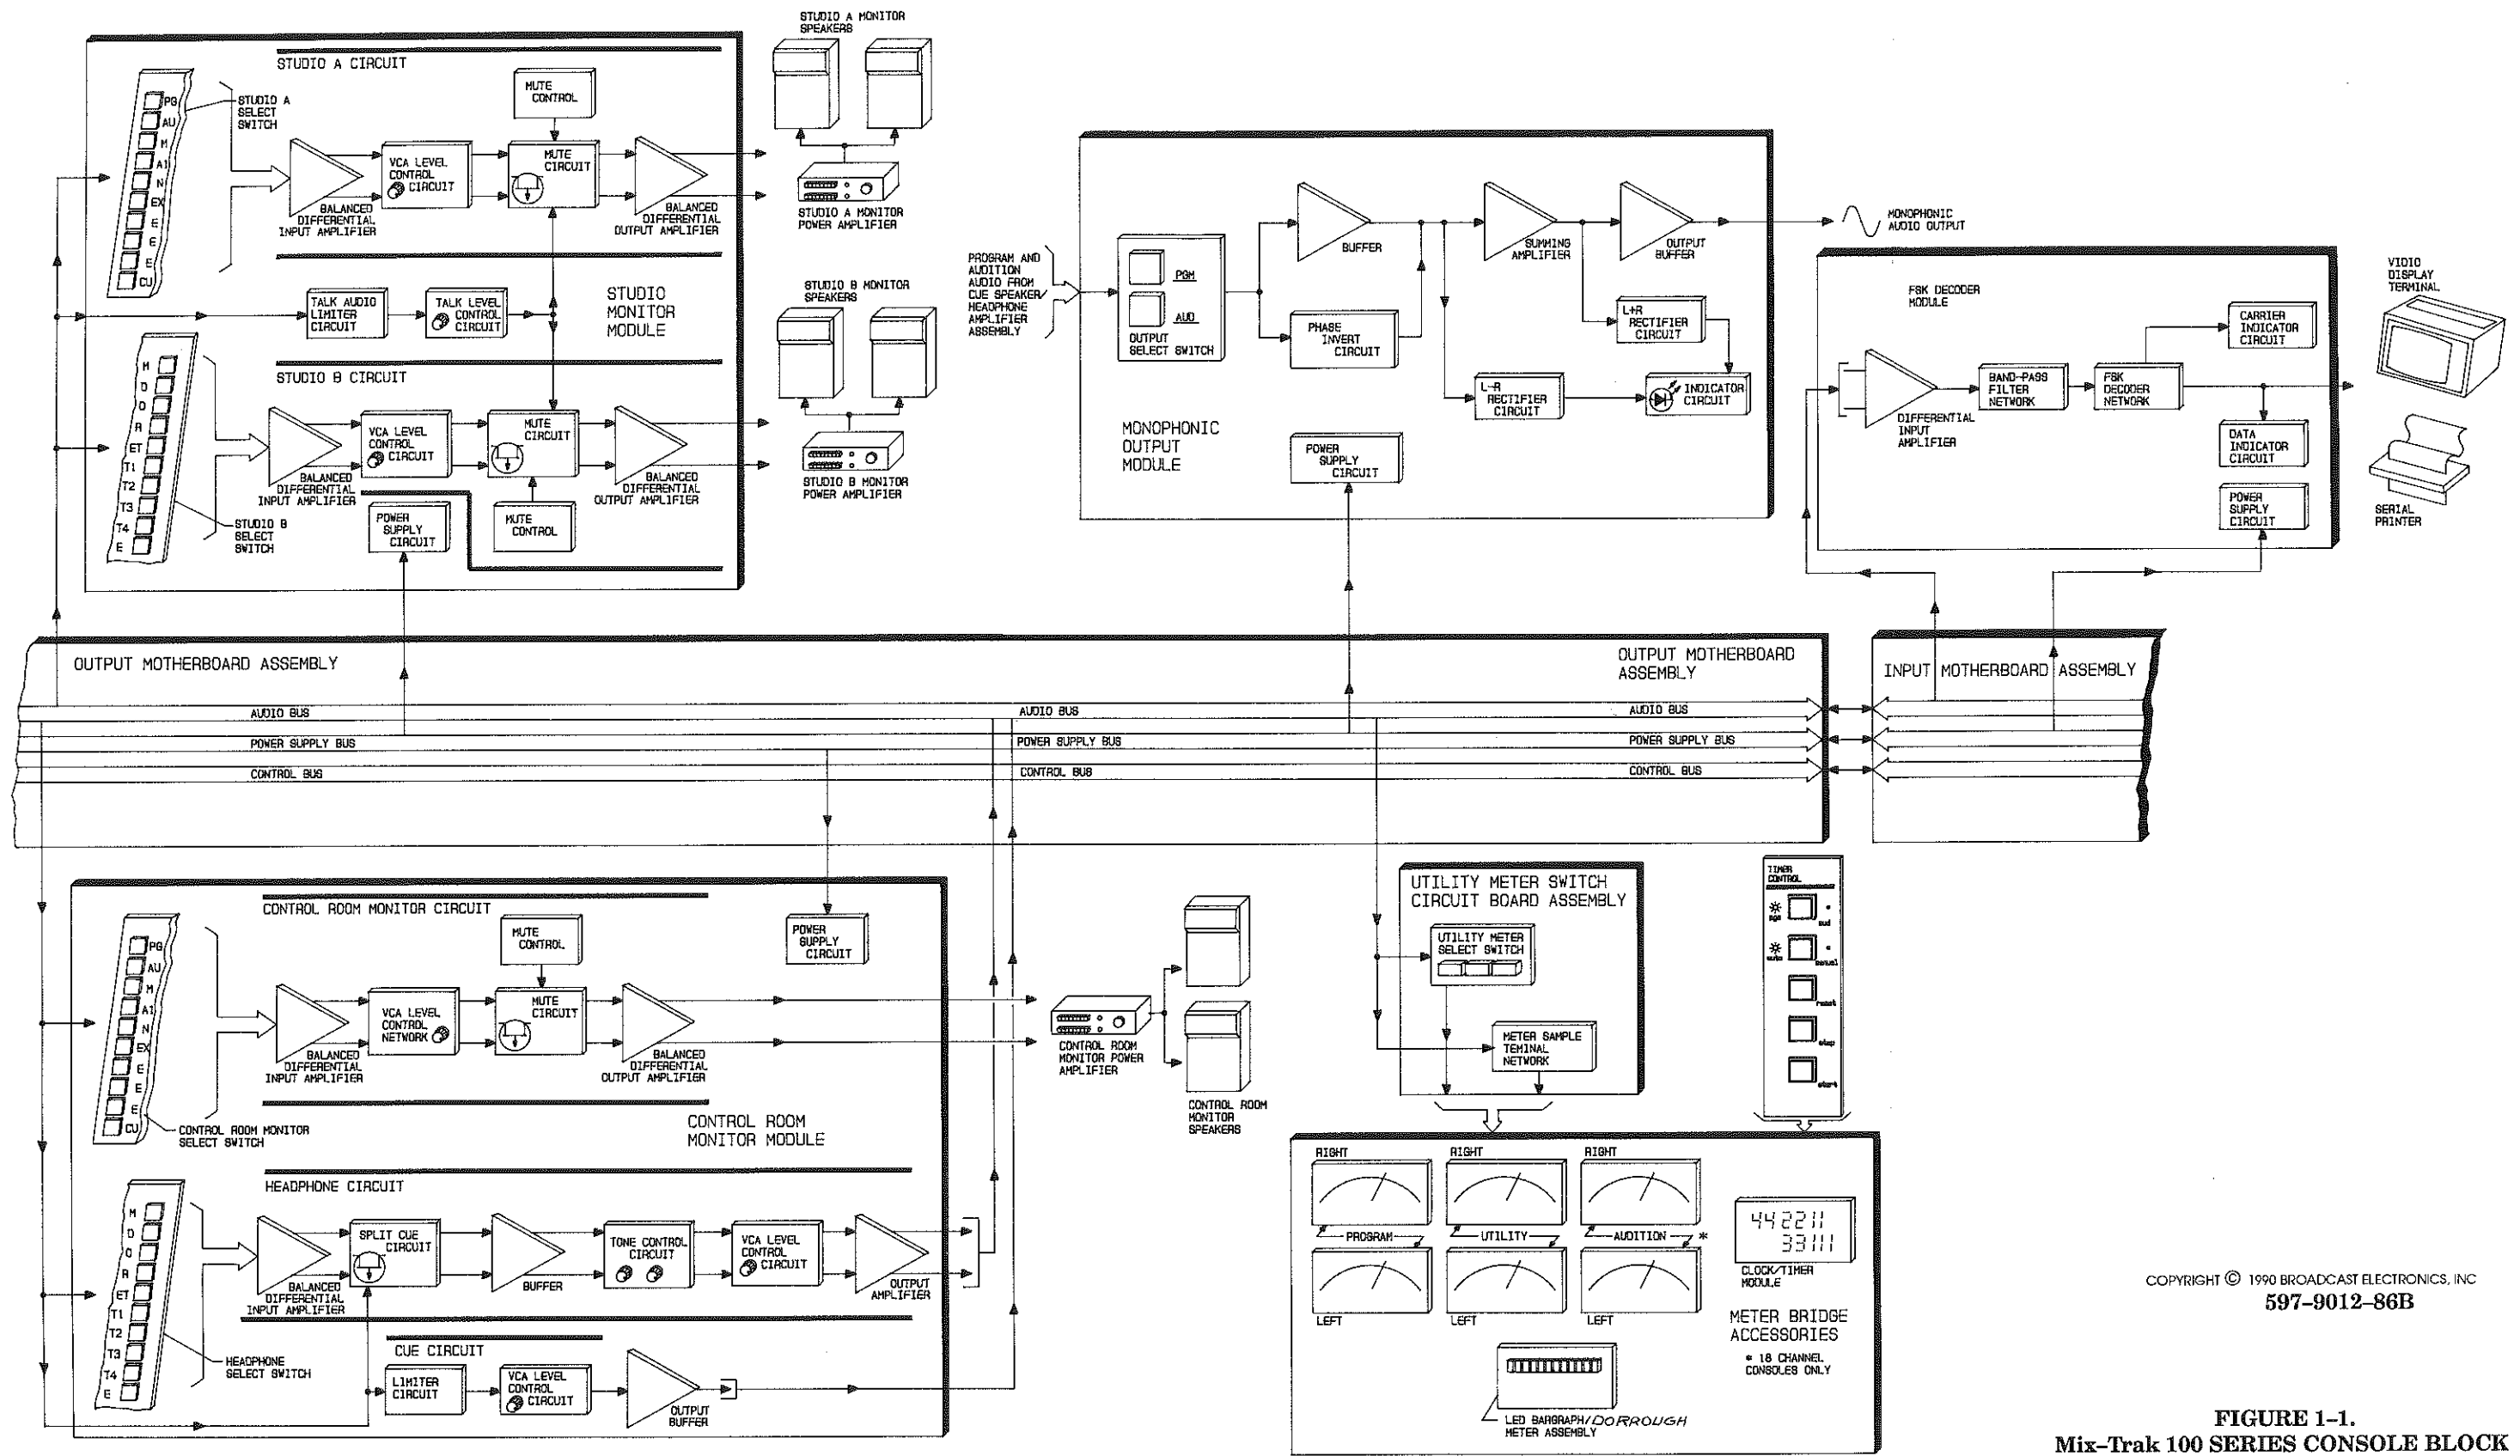 STUDIO A CIRCUIT
PG
AU
M
A1
N
EX
E
E
E
CU
STUDIO A
SELECT
SWITCH
MUTE
CONTROL
VCA LEVEL
CONTROL
CIRCUIT
MUTE
CIRCUIT
BALANCED
DIFFERENTIAL
INPUT AMPLIFIER
BALANCED
DIFFERENTIAL
OUTPUT AMPLIFIER
STUDIO A MONITOR
SPEAKERS
STUDIO A MONITOR
POWER AMPLIFIER
TALK AUDIO
LIMITER
CIRCUIT
TALK LEVEL
CONTROL
CIRCUIT
STUDIO
MONITOR
MODULE
STUDIO B CIRCUIT
M
D
O
R
ET
T1
T2
T3
T4
E
STUDIO B
SELECT
SWITCH
VCA LEVEL
CONTROL
CIRCUIT
MUTE
CIRCUIT
BALANCED
DIFFERENTIAL
INPUT AMPLIFIER
BALANCED
DIFFERENTIAL
OUTPUT AMPLIFIER
POWER
SUPPLY
CIRCUIT
MUTE
CONTROL
STUDIO B MONITOR
SPEAKERS
STUDIO B MONITOR
POWER AMPLIFIER
PROGRAM AND
AUDITION
AUDIO FROM
CUE SPEAKER/
HEADPHONE
AMPLIFIER
ASSEMBLY
PGM
AUD
OUTPUT
SELECT SWITCH
BUFFER
PHASE
INVERT
CIRCUIT
SUMMING
AMPLIFIER
OUTPUT
BUFFER
L+R
RECTIFIER
CIRCUIT
L-R
RECTIFIER
CIRCUIT
INDICATOR
CIRCUIT
MONOPHONIC
OUTPUT
MODULE
POWER
SUPPLY
CIRCUIT
MONOPHONIC
AUDIO OUTPUT
FSK DECODER
MODULE
DIFFERENTIAL
INPUT
AMPLIFIER
BAND-PASS
FILTER
NETWORK
FSK
DECODER
NETWORK
CARRIER
INDICATOR
CIRCUIT
DATA
INDICATOR
CIRCUIT
POWER
SUPPLY
CIRCUIT
VIDIO
DISPLAY
TERMINAL
SERIAL
PRINTER
OUTPUT MOTHERBOARD ASSEMBLY
OUTPUT MOTHERBOARD
ASSEMBLY
INPUT MOTHERBOARD ASSEMBLY
AUDIO BUS
AUDIO BUS
AUDIO BUS
POWER SUPPLY BUS
POWER SUPPLY BUS
POWER SUPPLY BUS
CONTROL BUS
CONTROL BUS
CONTROL BUS
CONTROL ROOM MONITOR CIRCUIT
PG
AU
M
A1
N
EX
E
E
E
CU
CONTROL ROOM MONITOR
SELECT SWITCH
MUTE
CONTROL
POWER
SUPPLY
CIRCUIT
VCA LEVEL
CONTROL
NETWORK
MUTE
CIRCUIT
BALANCED
DIFFERENTIAL
INPUT AMPLIFIER
BALANCED
DIFFERENTIAL
OUTPUT AMPLIFIER
CONTROL ROOM
MONITOR MODULE
CONTROL ROOM
MONITOR POWER
AMPLIFIER
CONTROL ROOM
MONITOR
SPEAKERS
HEADPHONE CIRCUIT
M
D
O
R
ET
T1
T2
T3
T4
E
HEADPHONE
SELECT SWITCH
BALANCED
DIFFERENTIAL
INPUT AMPLIFIER
SPLIT CUE
CIRCUIT
BUFFER
TONE CONTROL
CIRCUIT
VCA LEVEL
CONTROL
CIRCUIT
OUTPUT
AMPLIFIER
CUE CIRCUIT
LIMITER
CIRCUIT
VCA LEVEL
CONTROL
CIRCUIT
OUTPUT
BUFFER
UTILITY METER SWITCH
CIRCUIT BOARD ASSEMBLY
UTILITY METER
SELECT SWITCH
METER SAMPLE
TEMINAL
NETWORK
TIMER
CONTROL
pgm
aud
auto
manual
reset
stop
start
RIGHT
RIGHT
RIGHT
PROGRAM
UTILITY
AUDITION *
LEFT
LEFT
LEFT
442211
33111
CLOCK/TIMER
MODULE
METER BRIDGE
ACCESSORIES
* 18 CHANNEL
CONSOLES ONLY
LED BARGRAPH/DORROUGH
METER ASSEMBLY
COPYRIGHT © 1990 BROADCAST ELECTRONICS, INC
597-9012-86B
FIGURE 1-1.
Mix-Trak 100 SERIES CONSOLE BLOCK